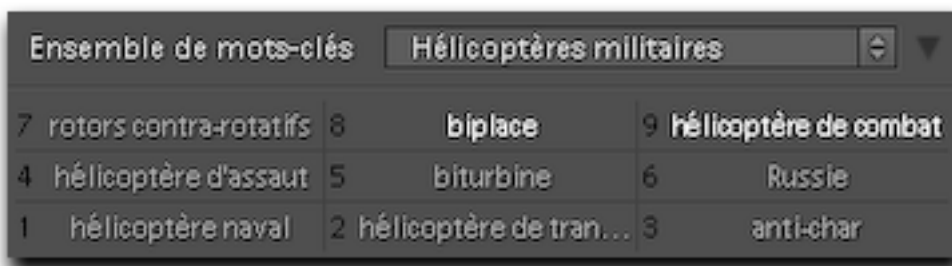 Ensemble de mots-clés Hélicoptères militaires
7 rotors contra-rotatifs 8 biplace 9 hélicoptère de combat
4 hélicoptère d'assaut 5 biturbine 6 Russie
1 hélicoptère naval 2 hélicoptère de tran... 3 anti-char